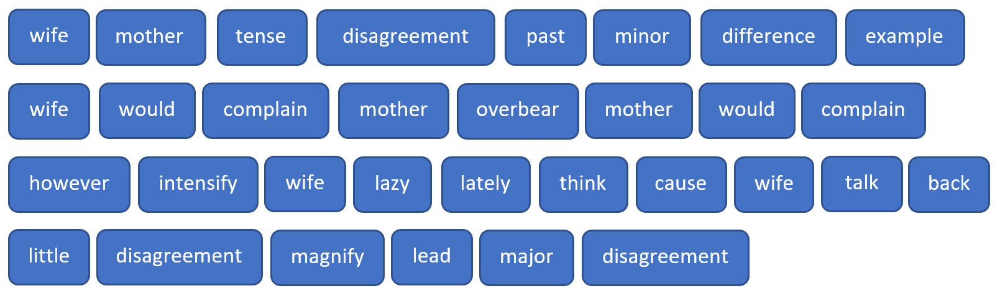 wife mother tense disagreement past minor difference example
wife would complain mother overbear mother would complain
however intensify wife lazy lately think cause wife talk back
little disagreement magnify lead major disagreement